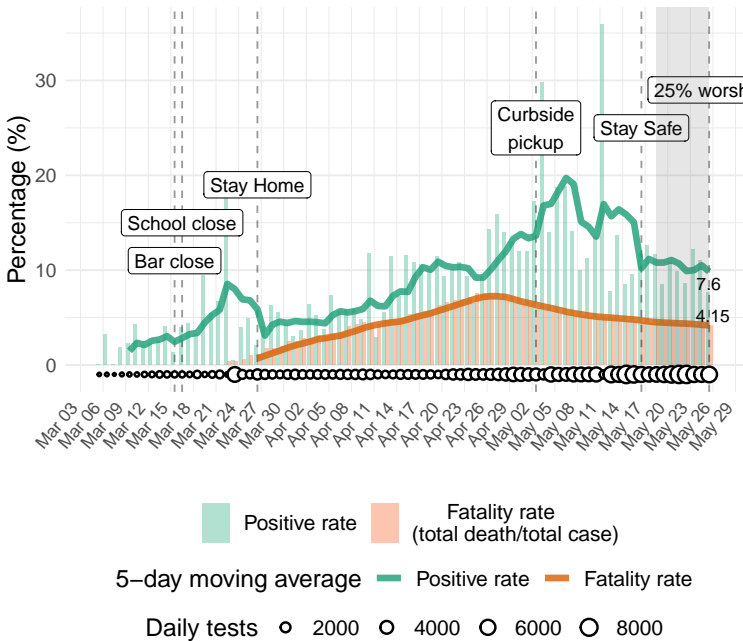 30
20
10
0
Percentage (%)
25% worsh
Curbside
pickup
Stay Safe
Stay Home
School close
Bar close
7.6
4.15
Mar 03
Mar 06
Mar 09
Mar 12
Mar 15
Mar 18
Mar 21
Mar 24
Mar 27
Mar 30
Apr 02
Apr 05
Apr 08
Apr 11
Apr 14
Apr 17
Apr 20
Apr 23
Apr 26
Apr 29
May 02
May 05
May 08
May 11
May 14
May 17
May 20
May 23
May 26
May 29
Positive rate
Fatality rate
(total death/total case)
5−day moving average Positive rate Fatality rate
Daily tests 2000 4000 6000 8000